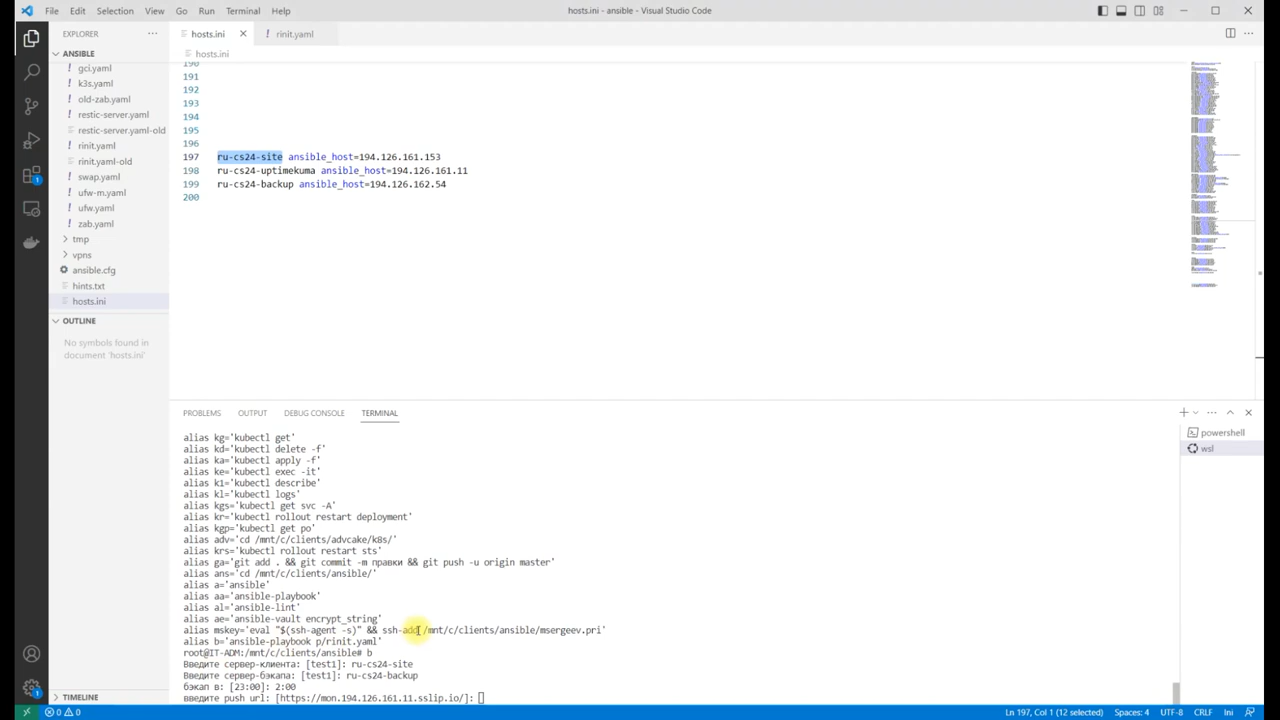 File Edit Selection View Go Run Terminal Help
hosts.ini - ansible - Visual Studio Code
EXPLORER
ANSIBLE
gci.yaml
k3s.yaml
old-zab.yaml
restic-server.yaml
restic-server.yaml-old
rinit.yaml
rinit.yaml-old
swap.yaml
ufw-m.yaml
ufw.yaml
zab.yaml
tmp
vpns
ansible.cfg
hints.txt
hosts.ini
OUTLINE
No symbols found in
document 'hosts.ini'
TIMELINE
hosts.ini rinit.yaml
hosts.ini
190
191
192
193
194
195
196
197 ru-cs24-site ansible_host=194.126.161.153
198 ru-cs24-uptimekuma ansible_host=194.126.161.11
199 ru-cs24-backup ansible_host=194.126.162.54
200
PROBLEMS OUTPUT DEBUG CONSOLE TERMINAL
powershell
wsl
alias kg='kubectl get'
alias kd='kubectl delete -f'
alias ka='kubectl apply -f'
alias ke='kubectl exec -it'
alias k1='kubectl describe'
alias kl='kubectl logs'
alias kgs='kubectl get svc -A'
alias kr='kubectl rollout restart deployment'
alias kgp='kubectl get po'
alias adv='cd /mnt/c/clients/advcake/k8s/'
alias krs='kubectl rollout restart sts'
alias ga='git add . && git commit -m правки && git push -u origin master'
alias ans='cd /mnt/c/clients/ansible/'
alias a='ansible'
alias aa='ansible-playbook'
alias al='ansible-lint'
alias ae='ansible-vault encrypt_string'
alias mskey='eval "$(ssh-agent -s)" && ssh-add /mnt/c/clients/ansible/msergeev.pri'
alias b='ansible-playbook p/rinit.yaml'
root@IT-ADM:/mnt/c/clients/ansible# b
Введите сервер-клиента: [test1]: ru-cs24-site
Введите сервер-бэкапа: [test1]: ru-cs24-backup
бэкап в: [23:00]: 2:00
введите push url: [https://mon.194.126.161.11.sslip.io/]:
0 0
Ln 197, Col 1 (12 selected) Spaces: 4 UTF-8 CRLF Ini